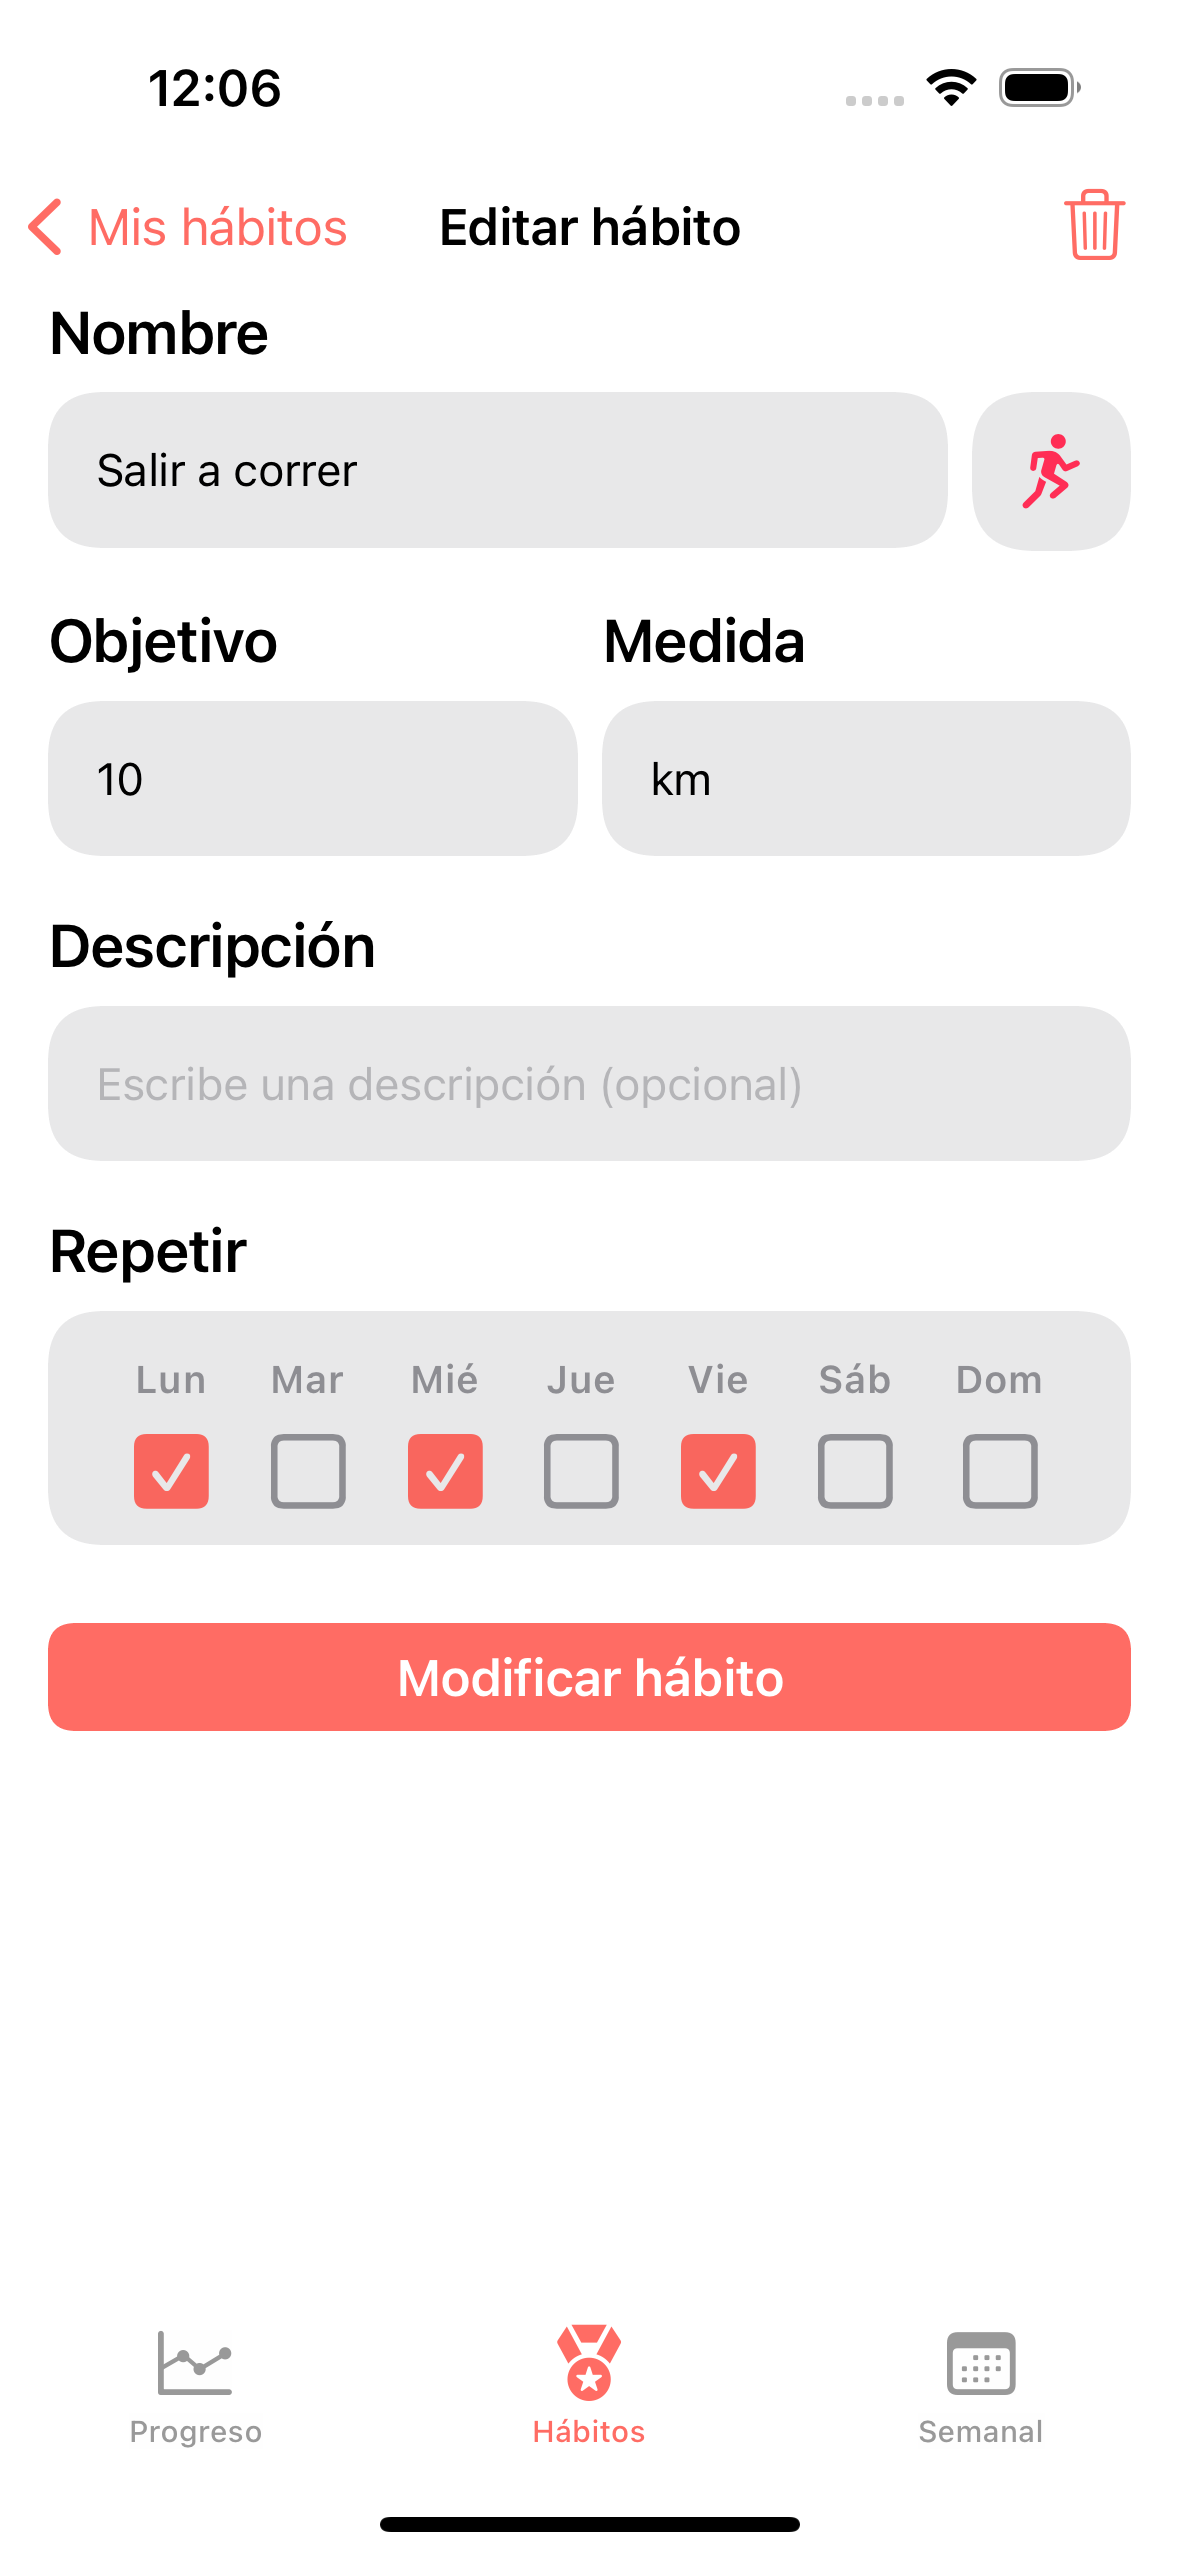 12:06
Mis hábitos
Editar hábito
Nombre
Salir a correr
Objetivo
Medida
10
km
Descripción
Escribe una descripción (opcional)
Repetir
Lun Mar Mié Jue Vie Sáb Dom
Modificar hábito
Progreso
Hábitos
Semanal